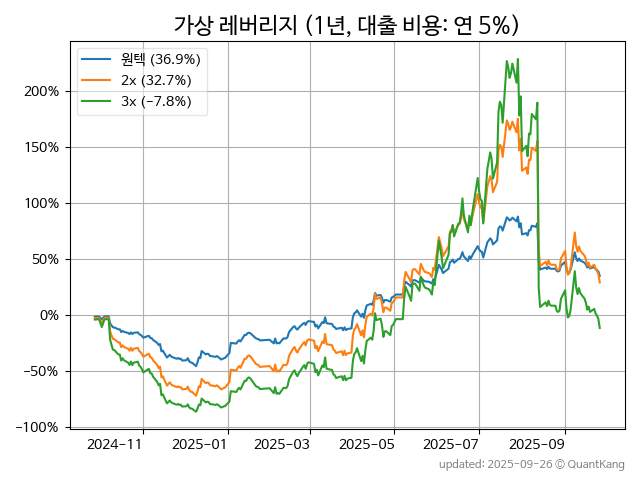 가상 레버리지 (1년, 대출 비용: 연 5%)
원텍 (36.9%)
2x (32.7%)
3x (−7.8%)
200%
150%
100%
50%
0%
−50%
−100%
2024-11
2025-01
2025-03
2025-05
2025-07
2025-09
updated: 2025-09-26 © QuantKang